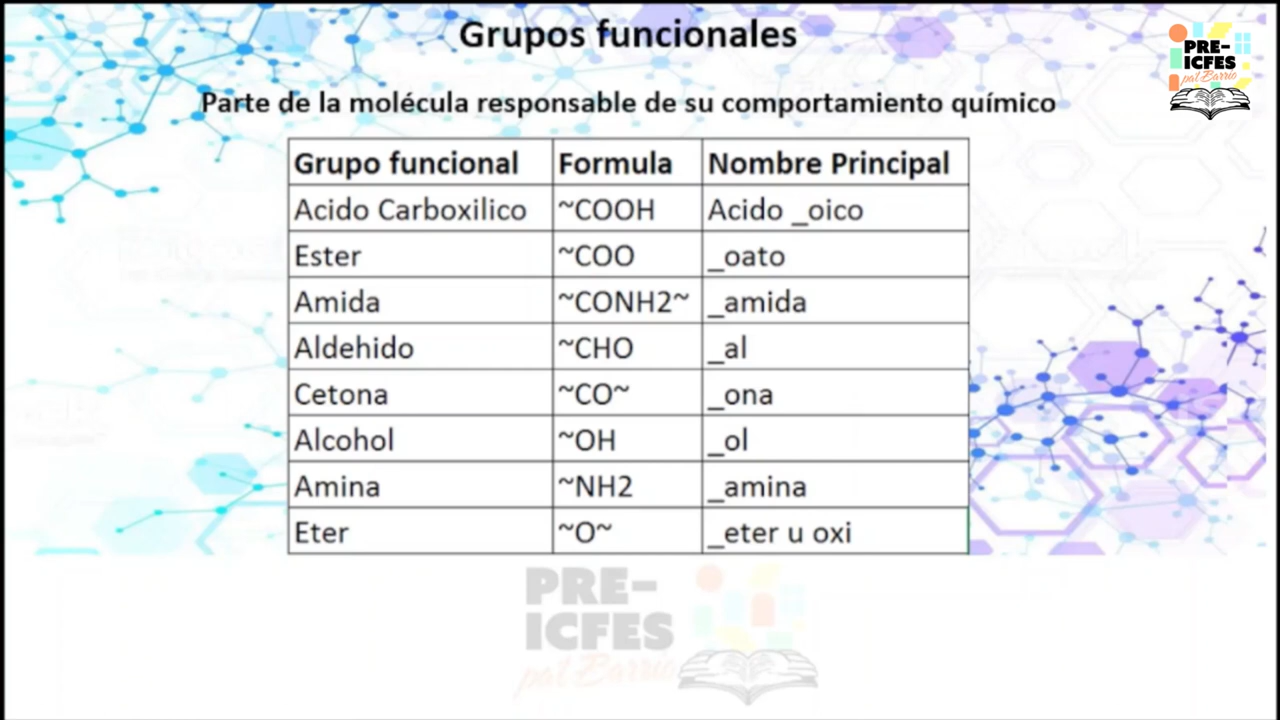 Grupos funcionales
PRE-
ICFES
pal Barrio
Parte de la molécula responsable de su comportamiento químico
Grupo funcional Formula Nombre Principal
Acido Carboxilico ~COOH Acido _oico
Ester ~COO _oato
Amida ~CONH2~ _amida
Aldehido ~CHO _al
Cetona ~CO~ _ona
Alcohol ~OH _ol
Amina ~NH2 _amina
Eter ~O~ _eter u oxi
PRE-
ICFES
pal Barrio